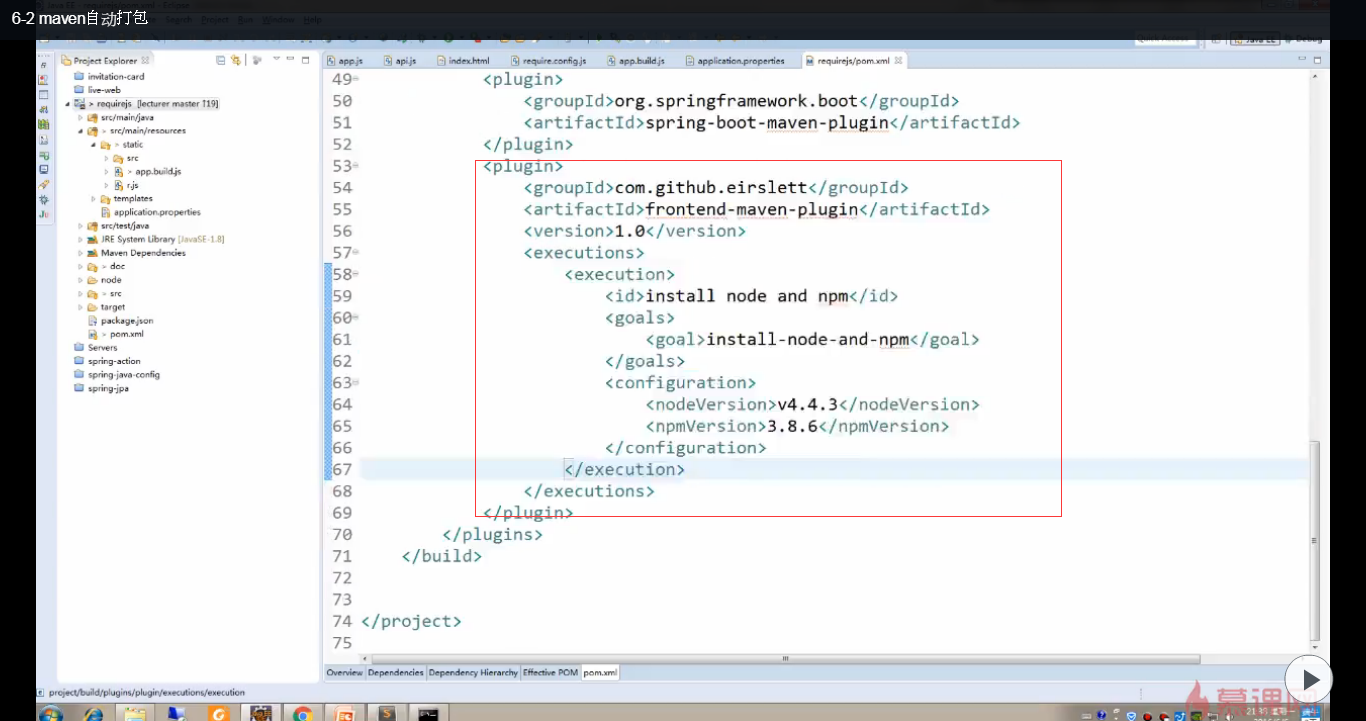 6-2 maven自动打包
Project Explorer
invitation-card
live-web
> requirejs [lecturer master ↑19]
src/main/java
> src/main/resources
> static
src
> app.build.js
r.js
templates
application.properties
src/test/java
JRE System Library [JavaSE-1.8]
Maven Dependencies
> doc
node
> src
target
package.json
> pom.xml
Servers
spring-action
spring-java-config
spring-jpa
app.js api.js index.html require.config.js app.build.js application.properties requirejs/pom.xml
49 <plugin>
50 <groupId>org.springframework.boot</groupId>
51 <artifactId>spring-boot-maven-plugin</artifactId>
52 </plugin>
53 <plugin>
54 <groupId>com.github.eirslett</groupId>
55 <artifactId>frontend-maven-plugin</artifactId>
56 <version>1.0</version>
57 <executions>
58 <execution>
59 <id>install node and npm</id>
60 <goals>
61 <goal>install-node-and-npm</goal>
62 </goals>
63 <configuration>
64 <nodeVersion>v4.4.3</nodeVersion>
65 <npmVersion>3.8.6</npmVersion>
66 </configuration>
67 </execution>
68 </executions>
69 </plugin>
70 </plugins>
71 </build>
72
73
74 </project>
75
Overview Dependencies Dependency Hierarchy Effective POM pom.xml
project/build/plugins/plugin/executions/execution
慕课网